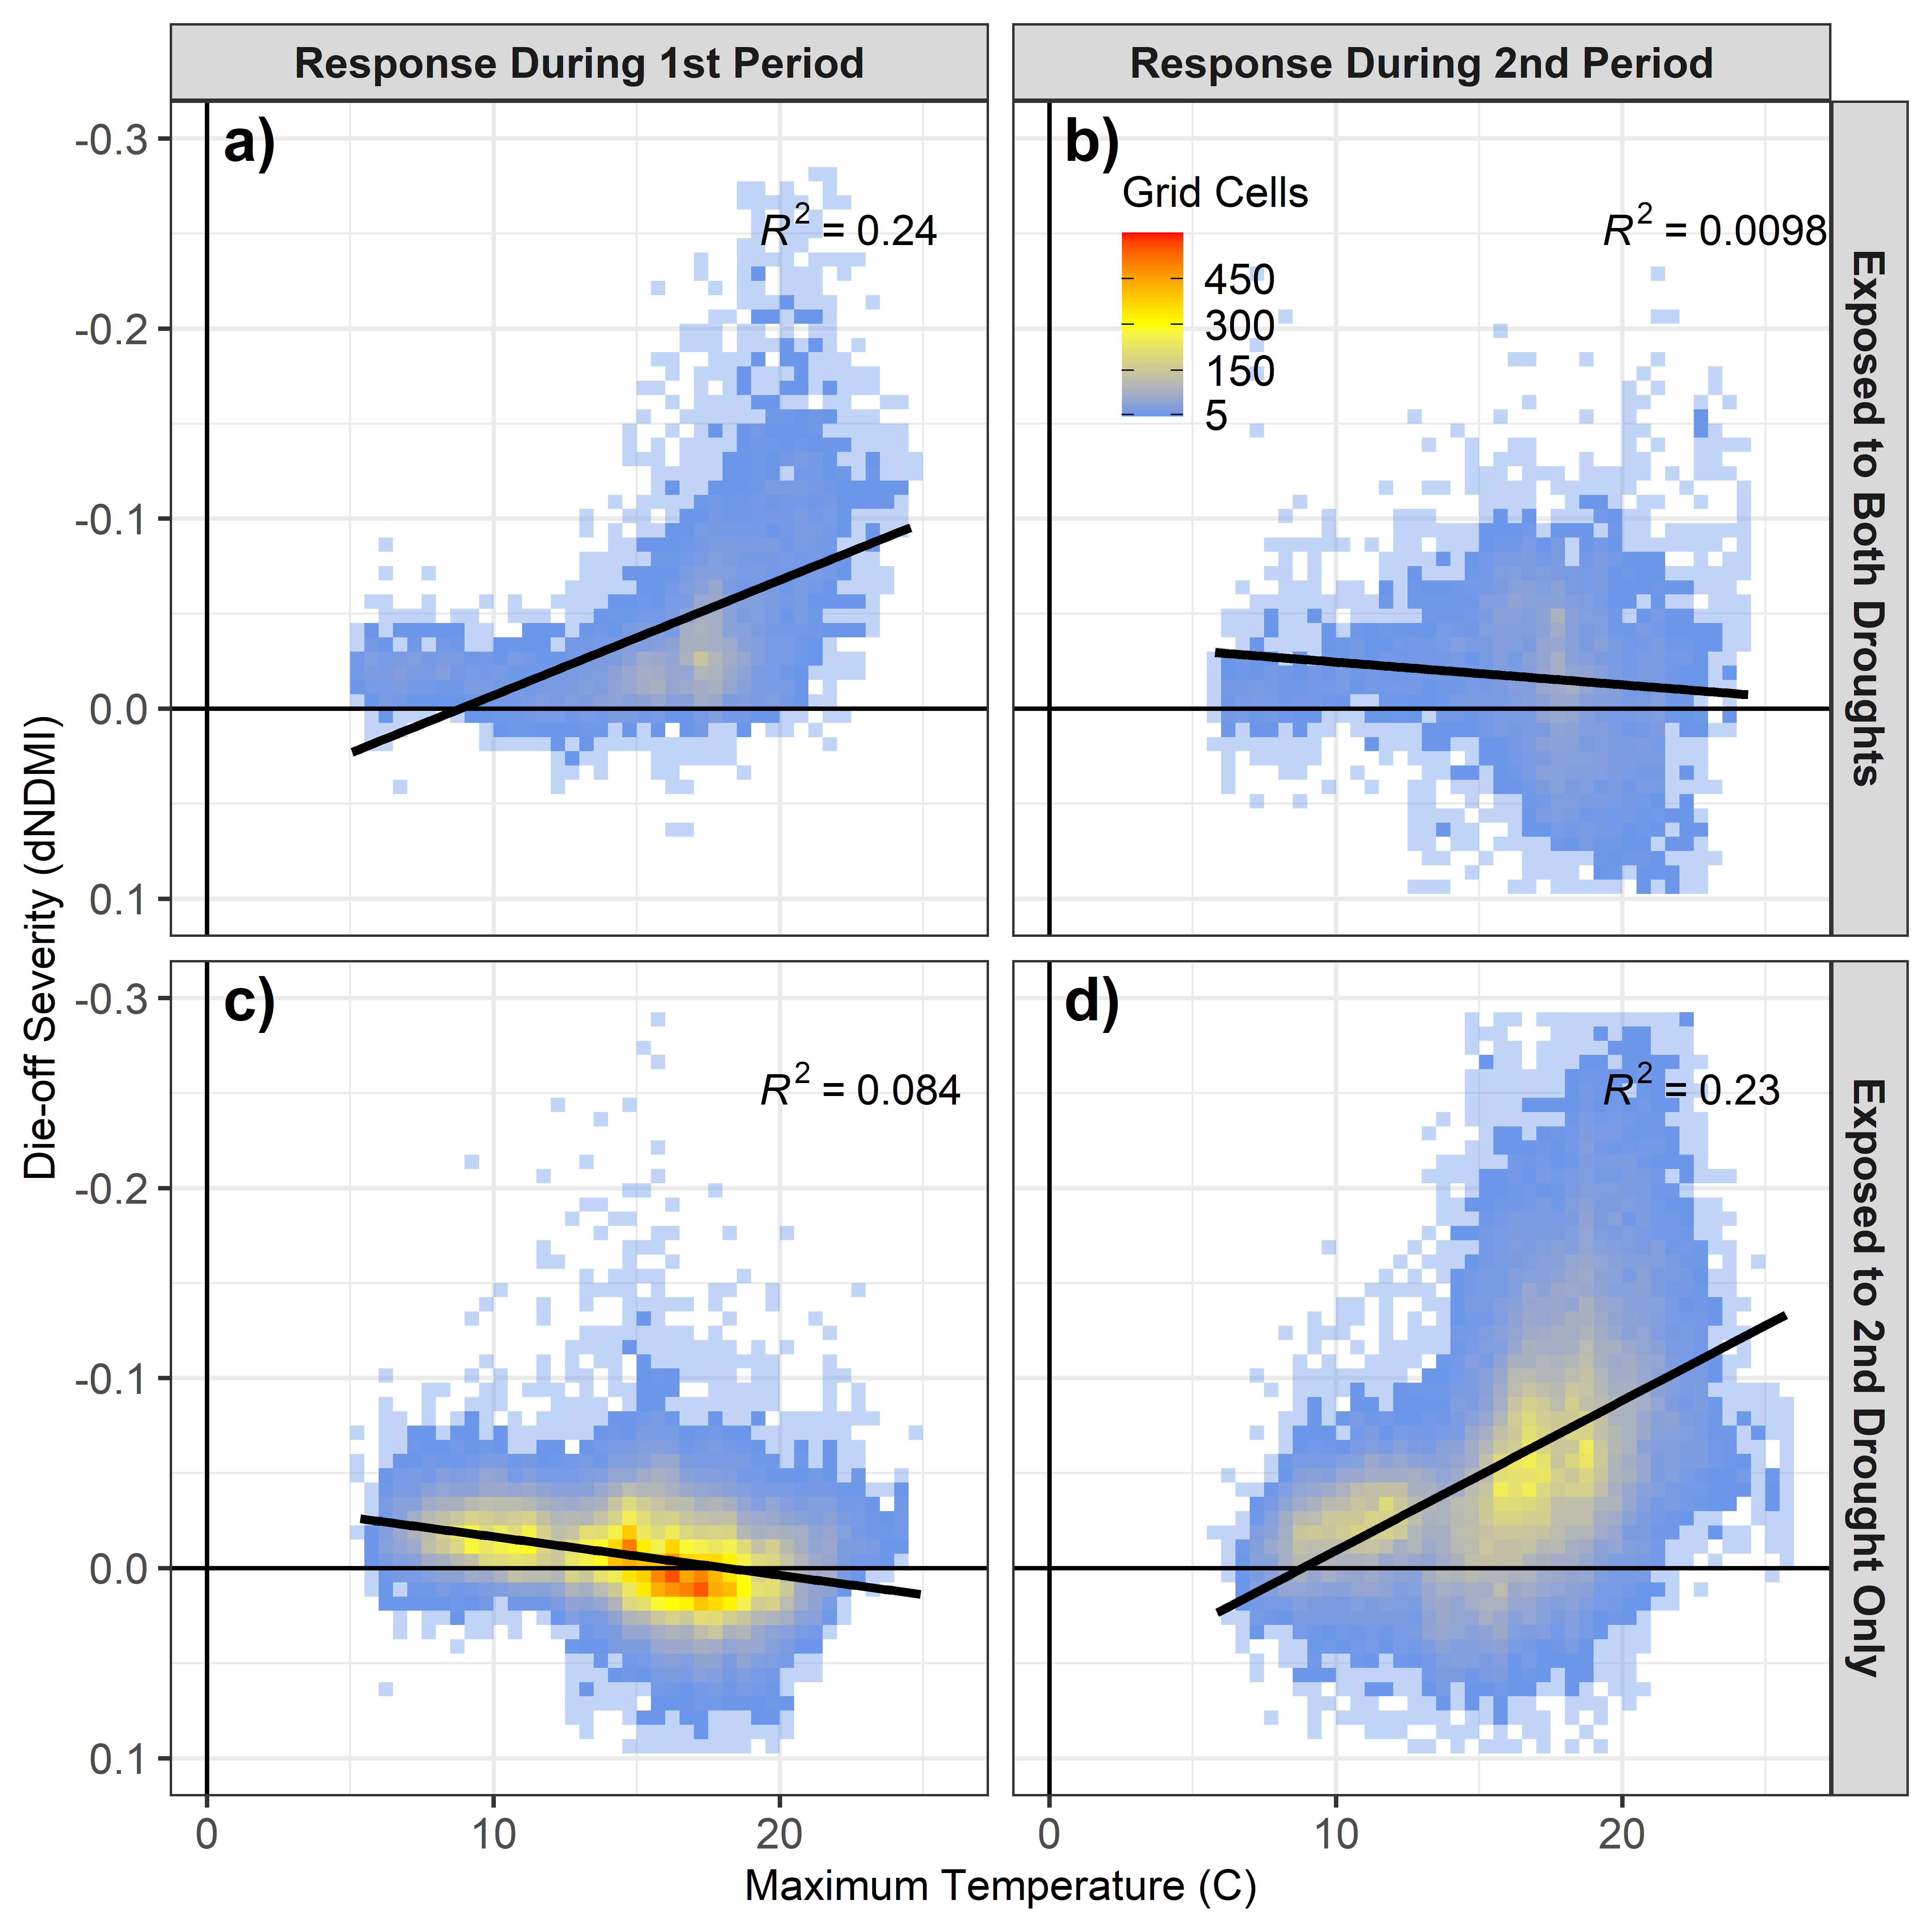 Response During 1st Period
Response During 2nd Period
a)
R2 = 0.24
b)
Grid Cells
450
300
150
5
R2 = 0.0098
Exposed to Both Droughts
-0.3
-0.2
-0.1
0.0
0.1
Die-off Severity (dNDMI)
c)
R2 = 0.084
d)
R2 = 0.23
Exposed to 2nd Drought Only
-0.3
-0.2
-0.1
0.0
0.1
0
10
20
0
10
20
Maximum Temperature (C)